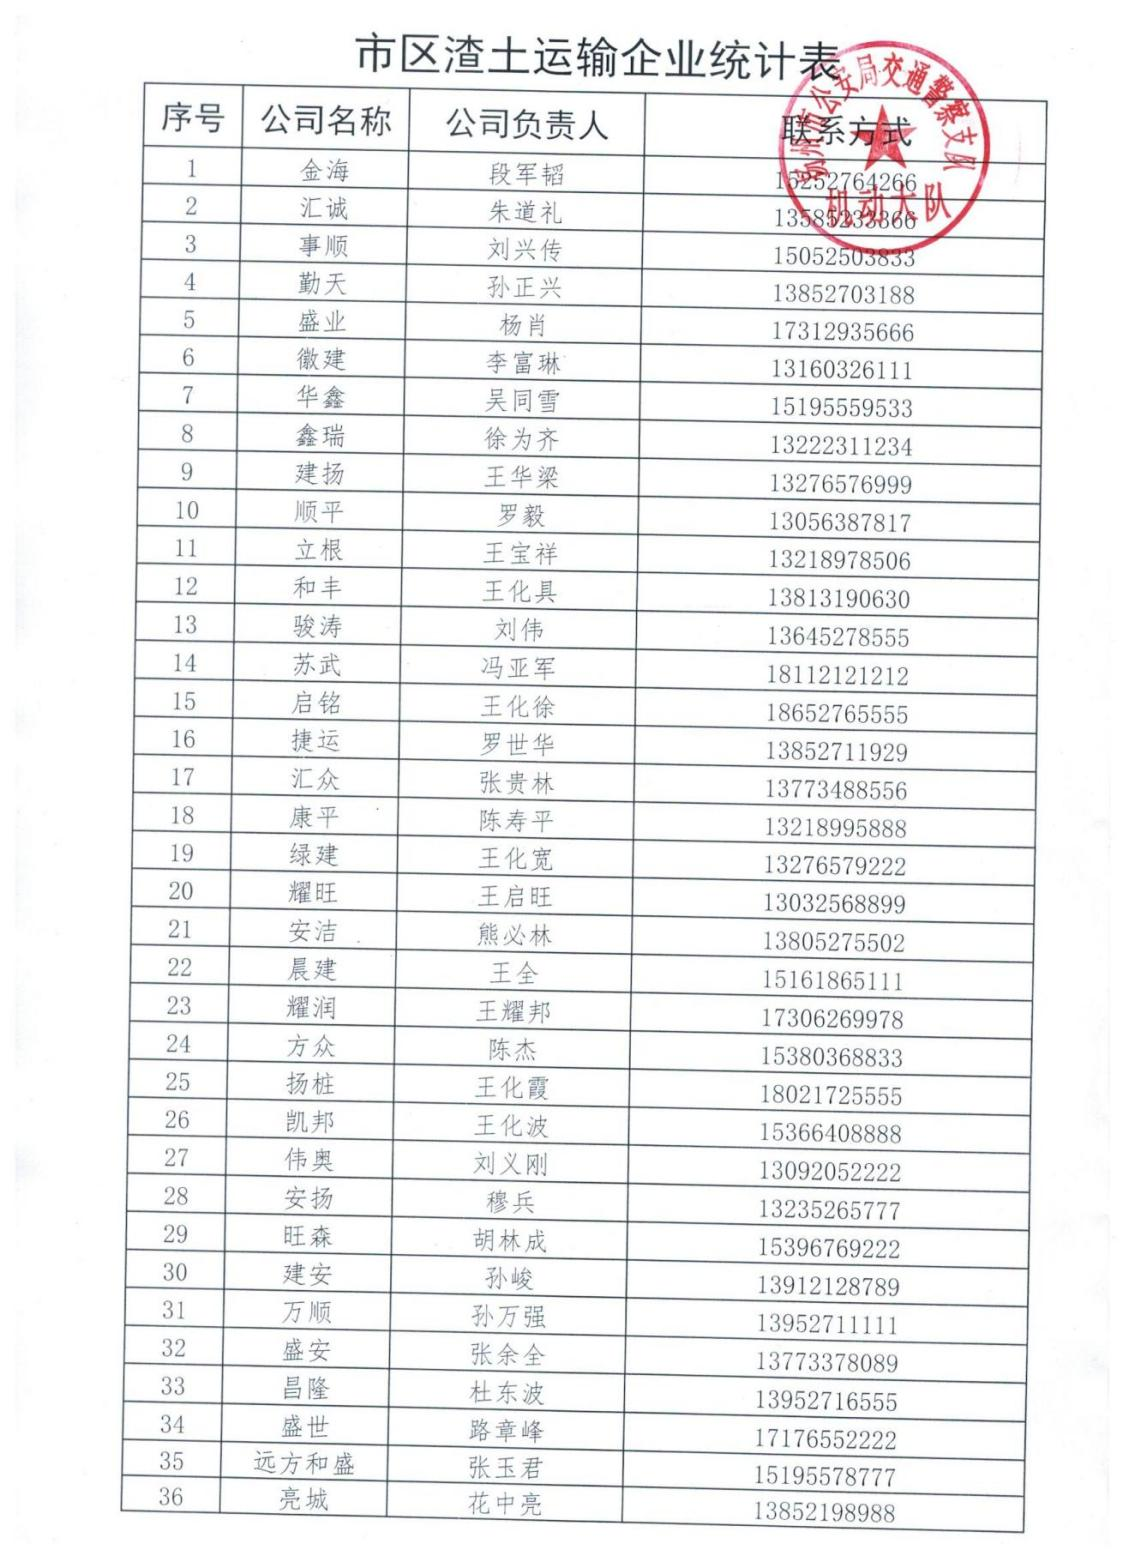 市区渣土运输企业统计表
扬州市公安局交通警察支队
机动大队
序号 公司名称 公司负责人 联系方式
1 金海 段军韬 15252764266
2 汇诚 朱道礼 13585233366
3 事顺 刘兴传 15052503833
4 勤天 孙正兴 13852703188
5 盛业 杨肖 17312935666
6 徽建 李富琳 13160326111
7 华鑫 吴同雪 15195559533
8 鑫瑞 徐为齐 13222311234
9 建扬 王华梁 13276576999
10 顺平 罗毅 13056387817
11 立根 王宝祥 13218978506
12 和丰 王化具 13813190630
13 骏涛 刘伟 13645278555
14 苏武 冯亚军 18112121212
15 启铭 王化徐 18652765555
16 捷运 罗世华 13852711929
17 汇众 张贵林 13773488556
18 康平 陈寿平 13218995888
19 绿建 王化宽 13276579222
20 耀旺 王启旺 13032568899
21 安洁 熊必林 13805275502
22 晨建 王全 15161865111
23 耀润 王耀邦 17306269978
24 方众 陈杰 15380368833
25 扬桩 王化霞 18021725555
26 凯邦 王化波 15366408888
27 伟奥 刘义刚 13092052222
28 安扬 穆兵 13235265777
29 旺森 胡林成 15396769222
30 建安 孙峻 13912128789
31 万顺 孙万强 13952711111
32 盛安 张余全 13773378089
33 昌隆 杜东波 13952716555
34 盛世 路章峰 17176552222
35 远方和盛 张玉君 15195578777
36 亮城 花中亮 13852198988